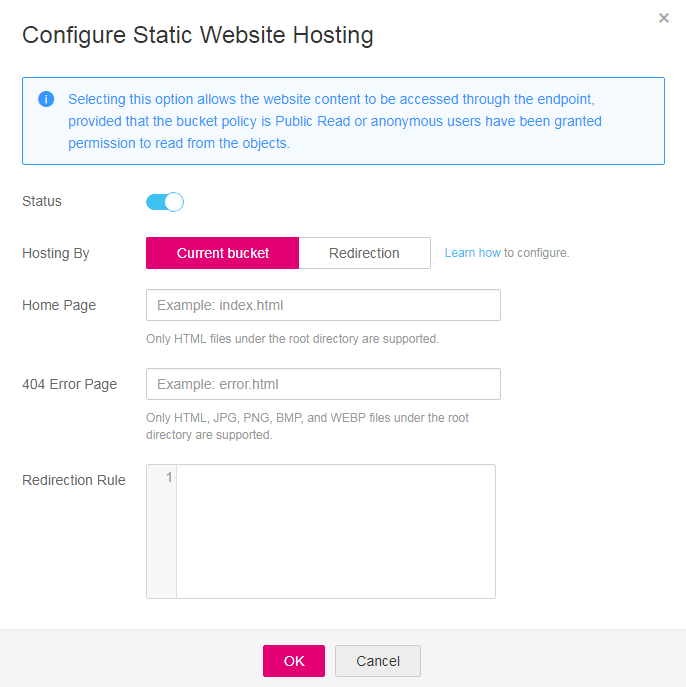 Configure Static Website Hosting
Selecting this option allows the website content to be accessed through the endpoint,
provided that the bucket policy is Public Read or anonymous users have been granted
permission to read from the objects.
Status
Hosting By
Current bucket
Redirection
Learn how to configure.
Home Page
Example: index.html
Only HTML files under the root directory are supported.
404 Error Page
Example: error.html
Only HTML, JPG, PNG, BMP, and WEBP files under the root
directory are supported.
Redirection Rule
1
OK
Cancel